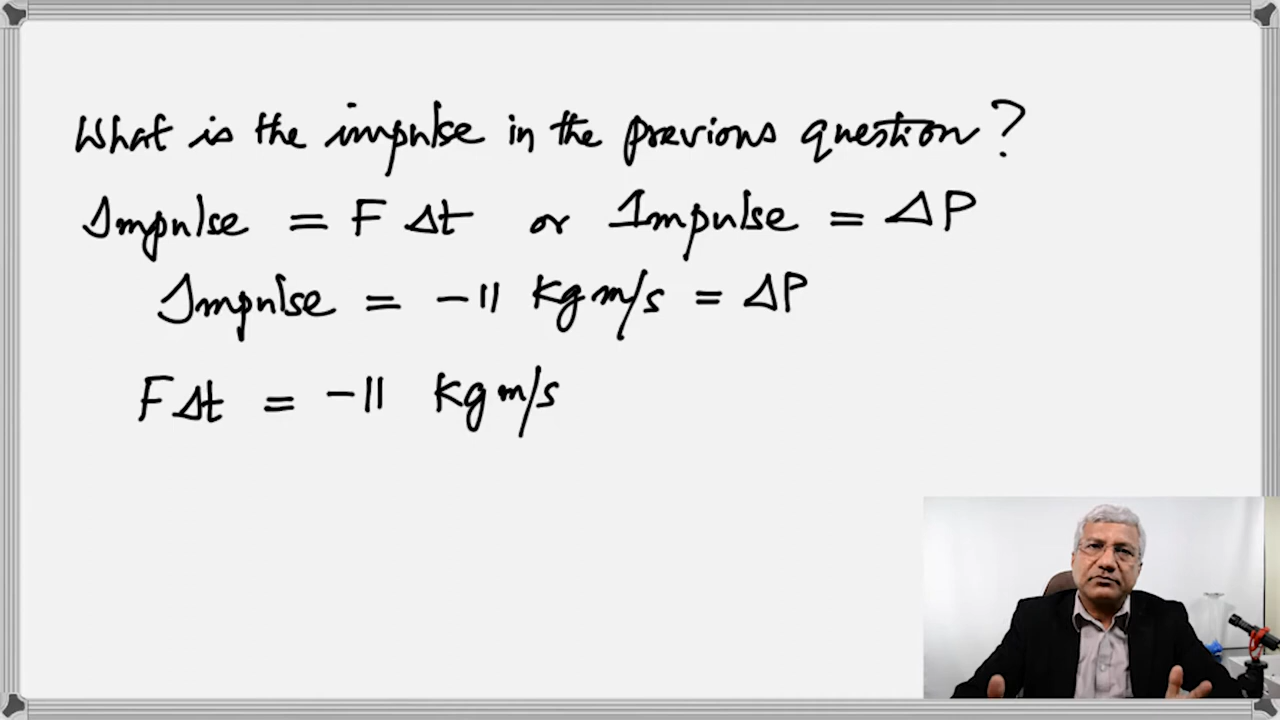 What is the impulse in the previous question?
Impulse = F Δt or Impulse = ΔP
Impulse = -11 kg m/s = ΔP
FΔt = -11 kg m/s